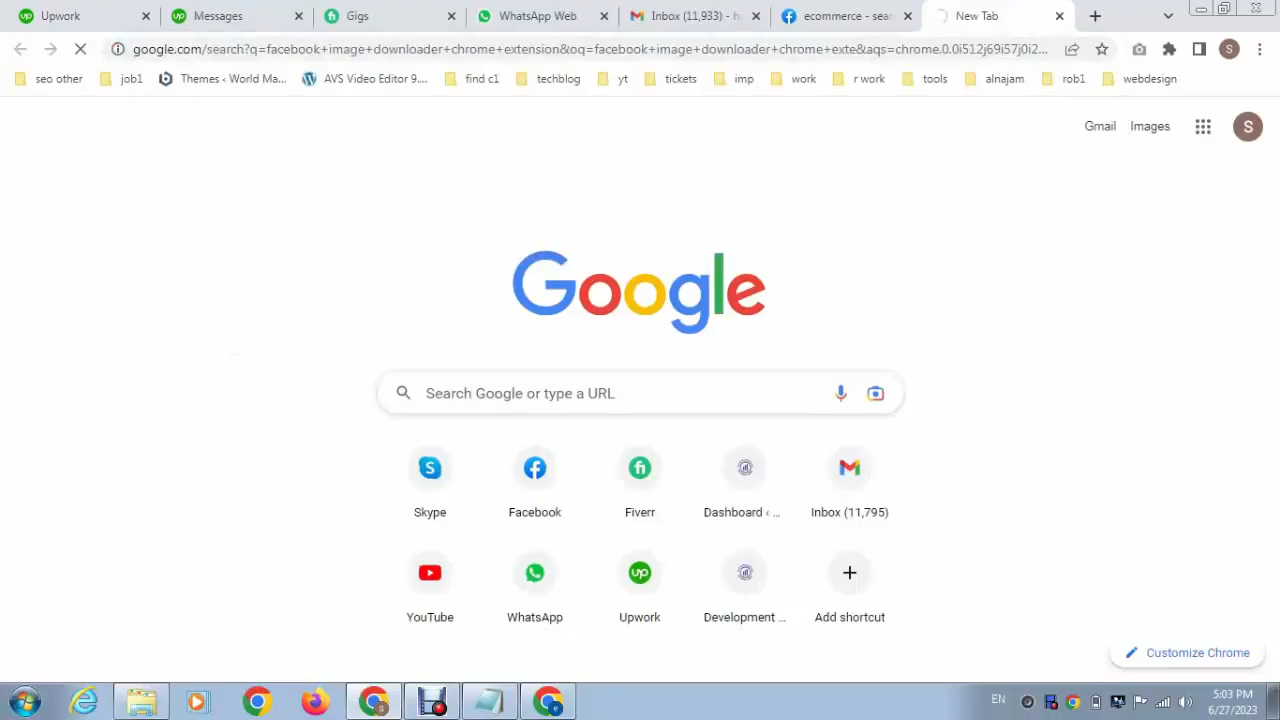 Upwork
Messages
Gigs
WhatsApp Web
Inbox (11,933) - ha
ecommerce - sear
New Tab
google.com/search?q=facebook+image+downloader+chrome+extension&oq=facebook+image+downloader+chrome+exte&aqs=chrome.0.0i512j69i57j0i2...
S
seo other
job1
Themes ‹ World Ma...
AVS Video Editor 9....
find c1
techblog
yt
tickets
imp
work
r work
tools
alnajam
rob1
webdesign
Gmail
Images
S
Google
Search Google or type a URL
Skype
Facebook
Fiverr
Dashboard ‹ ...
Inbox (11,795)
YouTube
WhatsApp
Upwork
Development ...
Add shortcut
Customize Chrome
EN
5:03 PM
6/27/2023